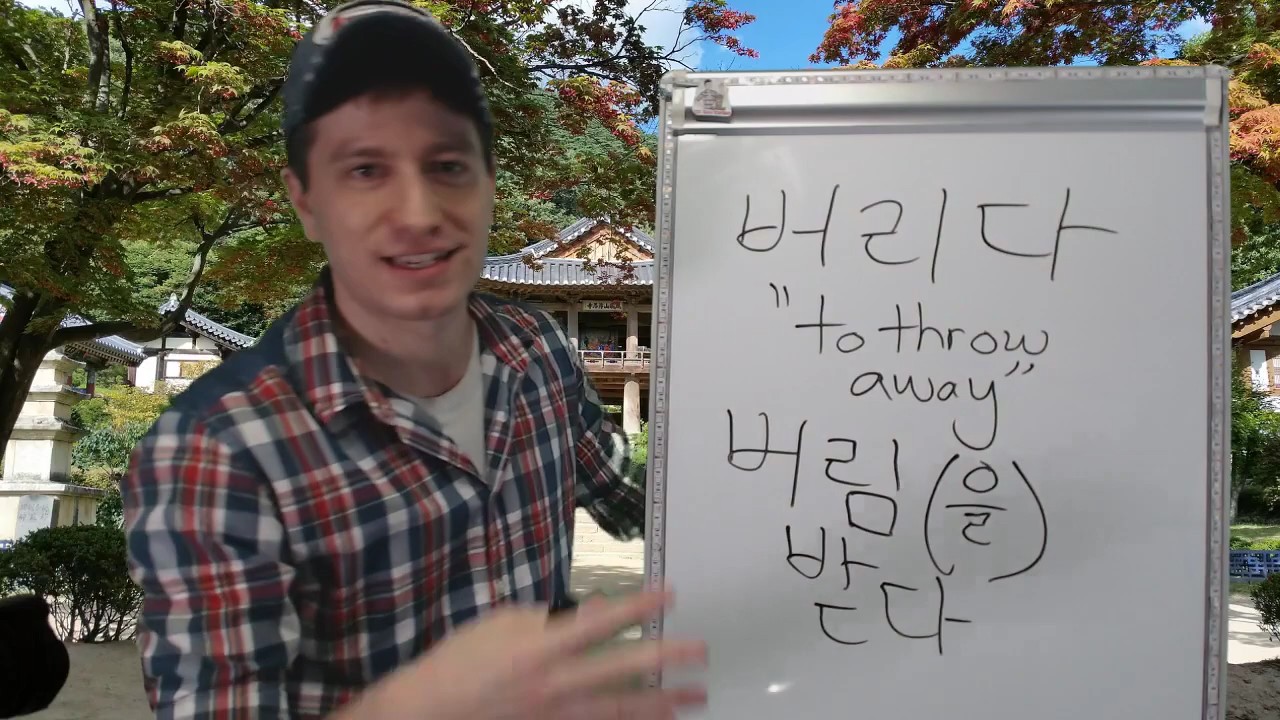 버리다
"to throw
away"
버림(을)
받다